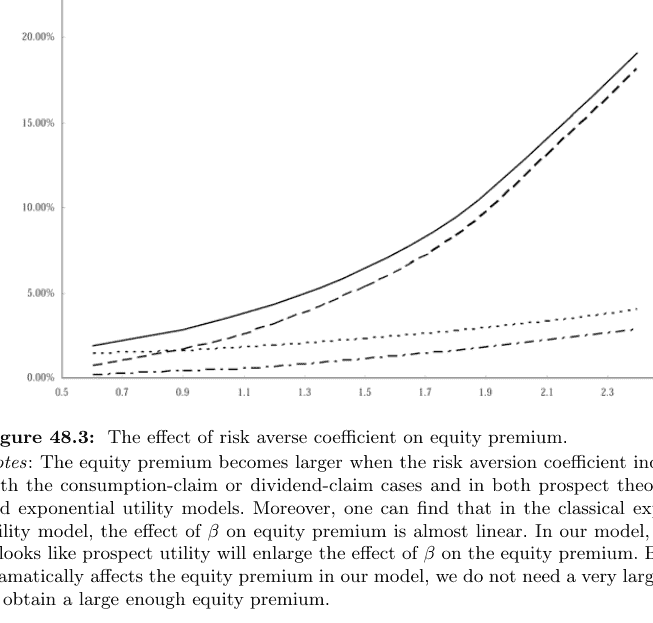 20.00%
15.00%
10.00%
5.00%
0.00%
0.5 0.7 0.9 1.1 1.3 1.5 1.7 1.9 2.1 2.3
gure 48.3: The effect of risk averse coefficient on equity premium.
otes: The equity premium becomes larger when the risk aversion coefficient inc
th the consumption-claim or dividend-claim cases and in both prospect theo
d exponential utility models. Moreover, one can find that in the classical exp
ility model, the effect of β on equity premium is almost linear. In our model,
looks like prospect utility will enlarge the effect of β on the equity premium. B
amatically affects the equity premium in our model, we do not need a very larg
obtain a large enough equity premium.